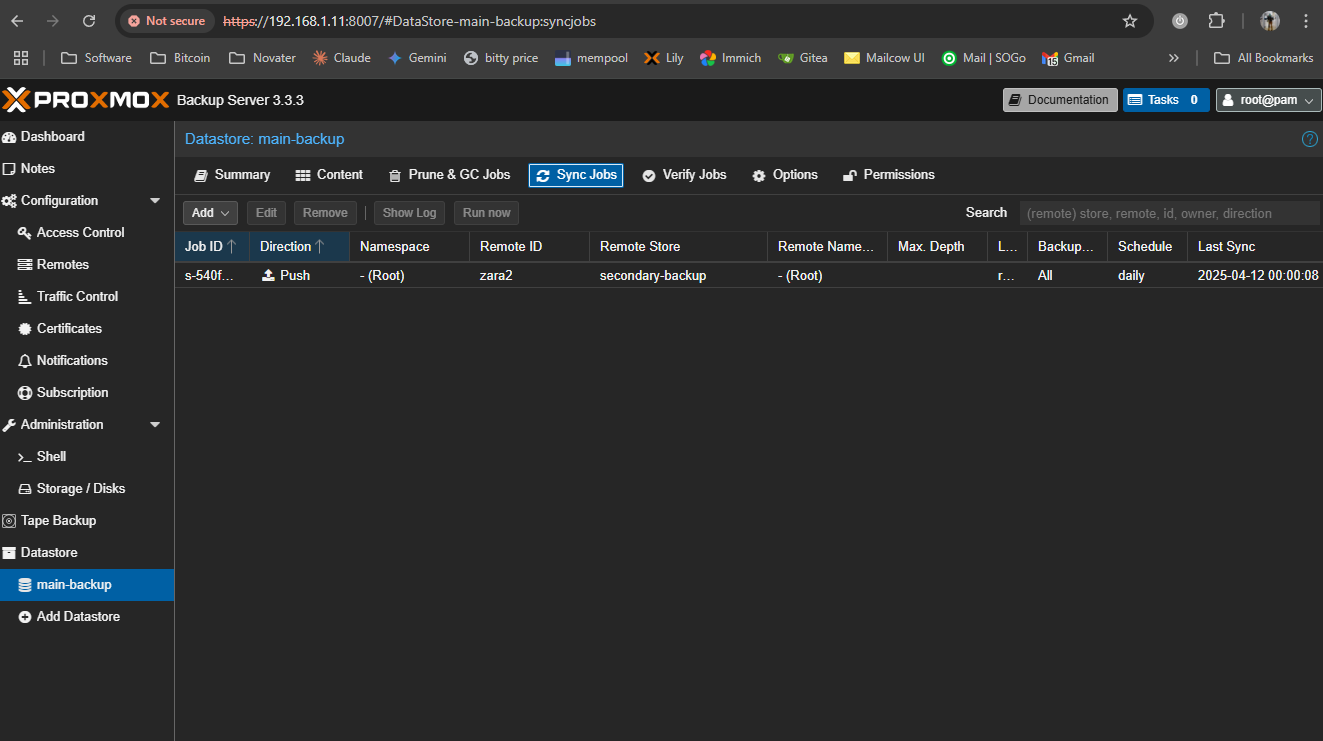 Not secure https://192.168.1.11:8007/#DataStore-main-backup:syncjobs
Software Bitcoin Novater Claude Gemini bitty price mempool Lily Immich Gitea Mailcow UI Mail | SOGo 15 Gmail » All Bookmarks
PROXMOX Backup Server 3.3.3 Documentation Tasks 0 root@pam
Dashboard
Notes
Configuration
Access Control
Remotes
Traffic Control
Certificates
Notifications
Subscription
Administration
Shell
Storage / Disks
Tape Backup
Datastore
main-backup
Add Datastore
Datastore: main-backup ?
Summary Content Prune & GC Jobs Sync Jobs Verify Jobs Options Permissions
Add Edit Remove Show Log Run now Search (remote) store, remote, id, owner, direction
Job ID Direction Namespace Remote ID Remote Store Remote Name... Max. Depth L... Backup... Schedule Last Sync
s-540f... Push - (Root) zara2 secondary-backup - (Root) r... All daily 2025-04-12 00:00:08